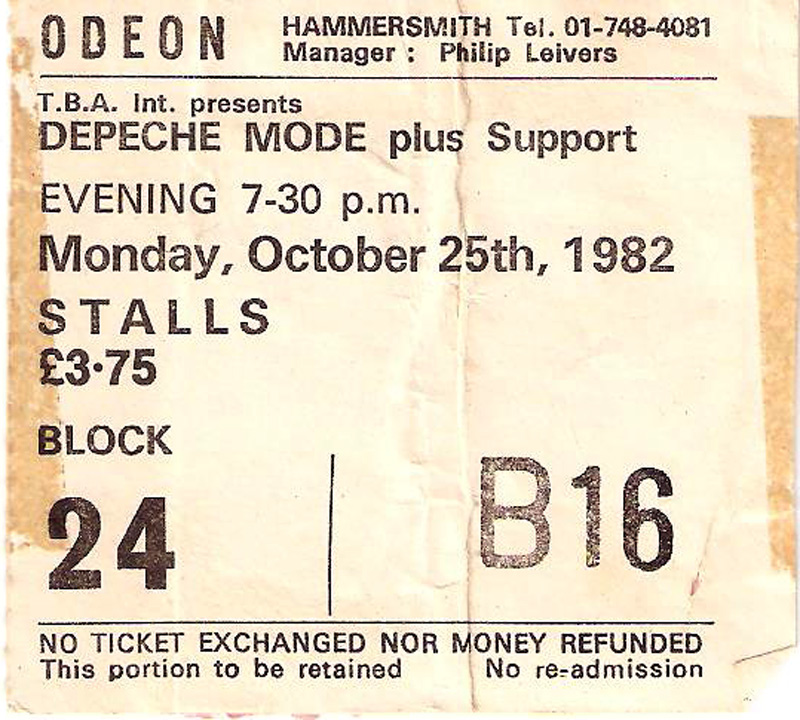 ODEON HAMMERSMITH Tel. 01-748-4081
Manager : Philip Leivers
T.B.A. Int. presents
DEPECHE MODE plus Support
EVENING 7-30 p.m.
Monday, October 25th, 1982
STALLS
£3·75
BLOCK
24 B16
NO TICKET EXCHANGED NOR MONEY REFUNDED
This portion to be retained No re-admission